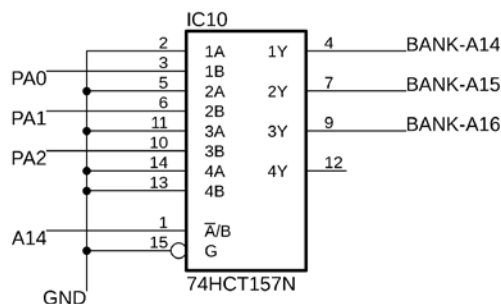 IC10
2 1A 1Y 4 BANK-A14
PA0 3 1B
5 2A 2Y 7 BANK-A15
PA1 6 2B
11 3A 3Y 9 BANK-A16
PA2 10 3B
14 4A 4Y 12
13 4B
A14 1 A̅/B
15 G
GND 74HCT157N